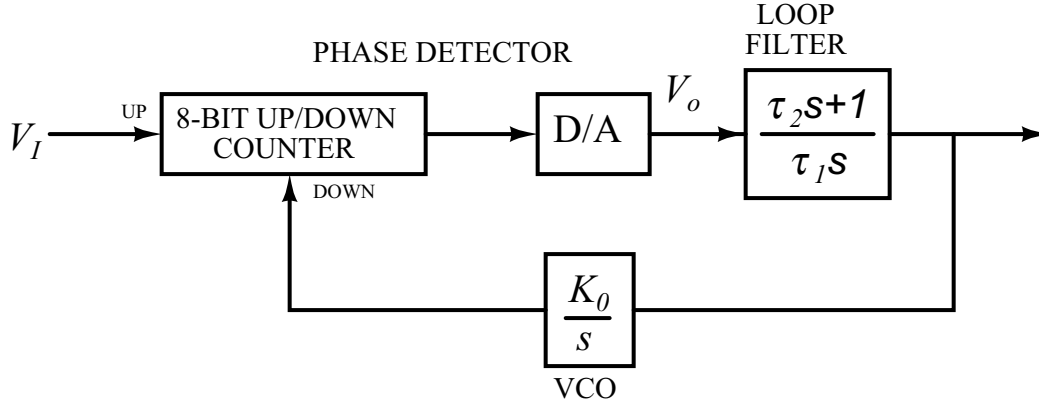 LOOP
FILTER
PHASE DETECTOR
V_I
UP
8-BIT UP/DOWN
COUNTER
DOWN
D/A
V_o
τ_2s+1
τ_1s
K_0
s
VCO